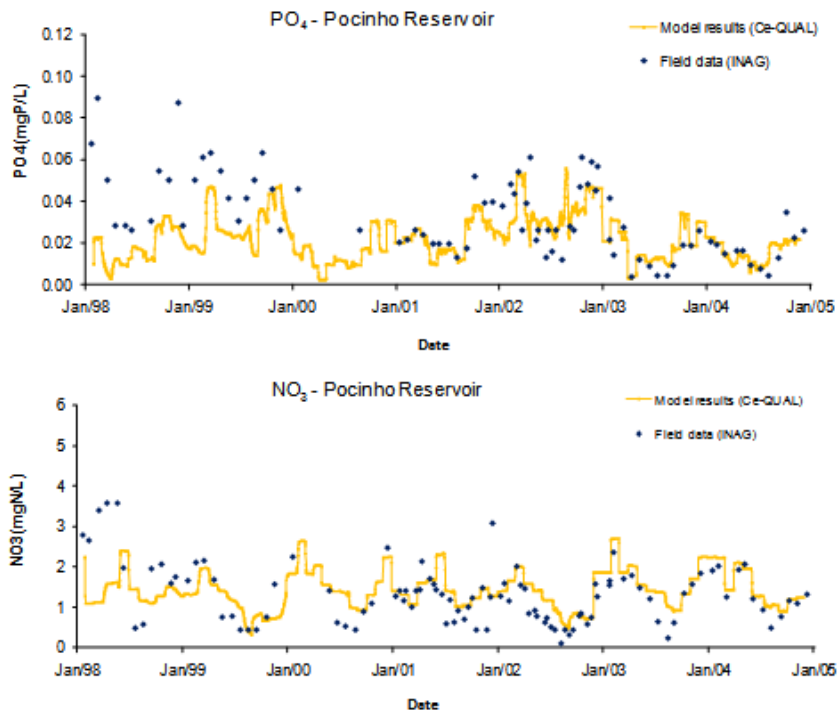 PO₄ - Pocinho Reservoir
Model results (Ce-QUAL)
Field data (INAG)
PO4(mgP/L)
0.12
0.10
0.08
0.06
0.04
0.02
0.00
Jan/98 Jan/99 Jan/00 Jan/01 Jan/02 Jan/03 Jan/04 Jan/05
Date
NO₃ - Pocinho Reservoir
Model results (Ce-QUAL)
Field data (INAG)
NO3(mgN/L)
6
5
4
3
2
1
0
Jan/98 Jan/99 Jan/00 Jan/01 Jan/02 Jan/03 Jan/04 Jan/05
Date